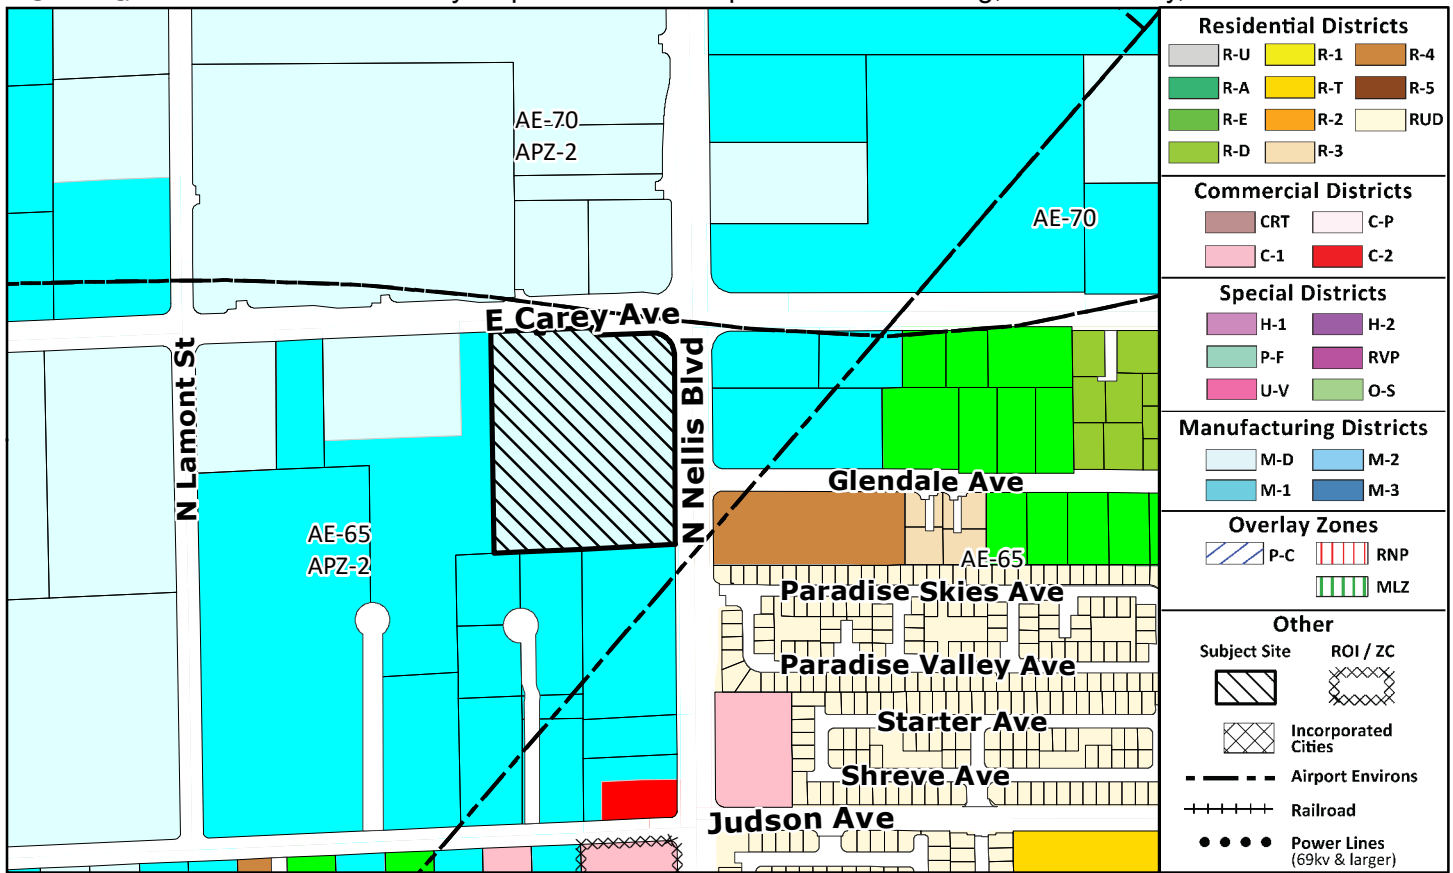 AE-70
APZ-2
AE-70
E Carey Ave
N Lamont St
N Nellis Blvd
Glendale Ave
AE-65
APZ-2
AE-65
Paradise Skies Ave
Paradise Valley Ave
Starter Ave
Shreve Ave
Judson Ave
Residential Districts
R-U R-1 R-4
R-A R-T R-5
R-E R-2 RUD
R-D R-3
Commercial Districts
CRT C-P
C-1 C-2
Special Districts
H-1 H-2
P-F RVP
U-V O-S
Manufacturing Districts
M-D M-2
M-1 M-3
Overlay Zones
P-C RNP
MLZ
Other
Subject Site ROI / ZC
Incorporated
Cities
Airport Environs
Railroad
Power Lines
(69kv & larger)